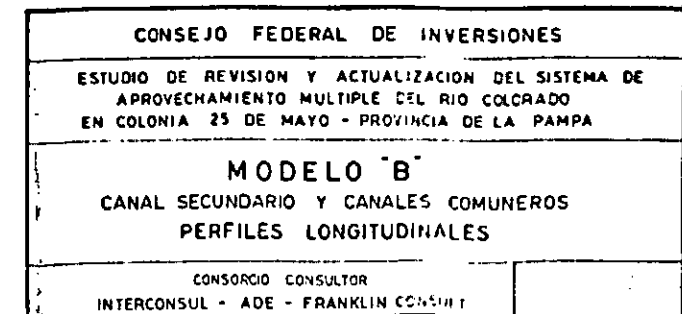 CONSEJO FEDERAL DE INVERSIONES
ESTUDIO DE REVISION Y ACTUALIZACION DEL SISTEMA DE
APROVECHAMIENTO MULTIPLE DEL RIO COLORADO
EN COLONIA 25 DE MAYO - PROVINCIA DE LA PAMPA
MODELO "B"
CANAL SECUNDARIO Y CANALES COMUNEROS
PERFILES LONGITUDINALES
CONSORCIO CONSULTOR
INTERCONSUL - ADE - FRANKLIN CONSULT